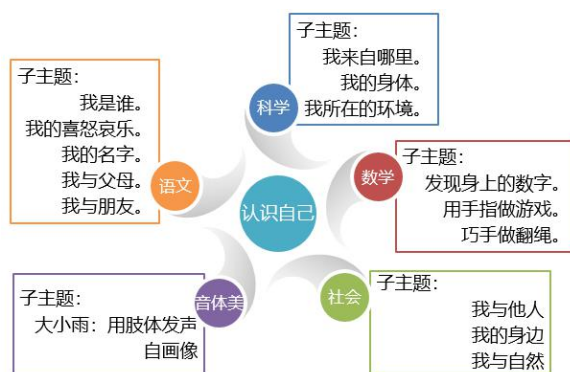 子主题：
我来自哪里。
我的身体。
我所在的环境。
科学
子主题：
我是谁。
我的喜怒哀乐。
我的名字。
我与父母。
我与朋友。
语文
子主题：
发现身上的数字。
用手指做游戏。
巧手做翻绳。
数学
认识自己
子主题：
大小雨：用肢体发声
自画像
音体美
子主题：
我与他人
我的身边
我与自然
社会